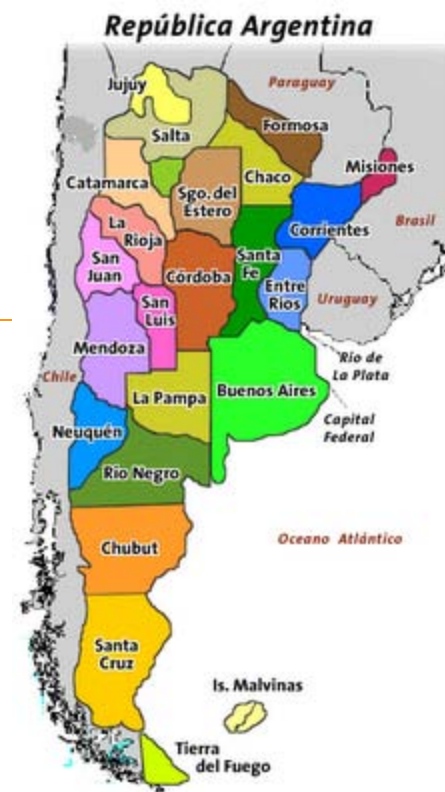 República Argentina
Jujuy
Paraguay
Salta
Formosa
Misiones
Catamarca
Chaco
Sgo. del
Estero
Brasil
La
Rioja
Corrientes
San
Juan
Santa
Fe
Córdoba
Entre
Rios
San
Luis
Uruguay
Mendoza
Río de
La Plata
Chile
La Pampa
Buenos Aires
Capital
Federal
Neuquén
Rio Negro
Oceano Atlántico
Chubut
Santa
Cruz
Is. Malvinas
Tierra
del Fuego